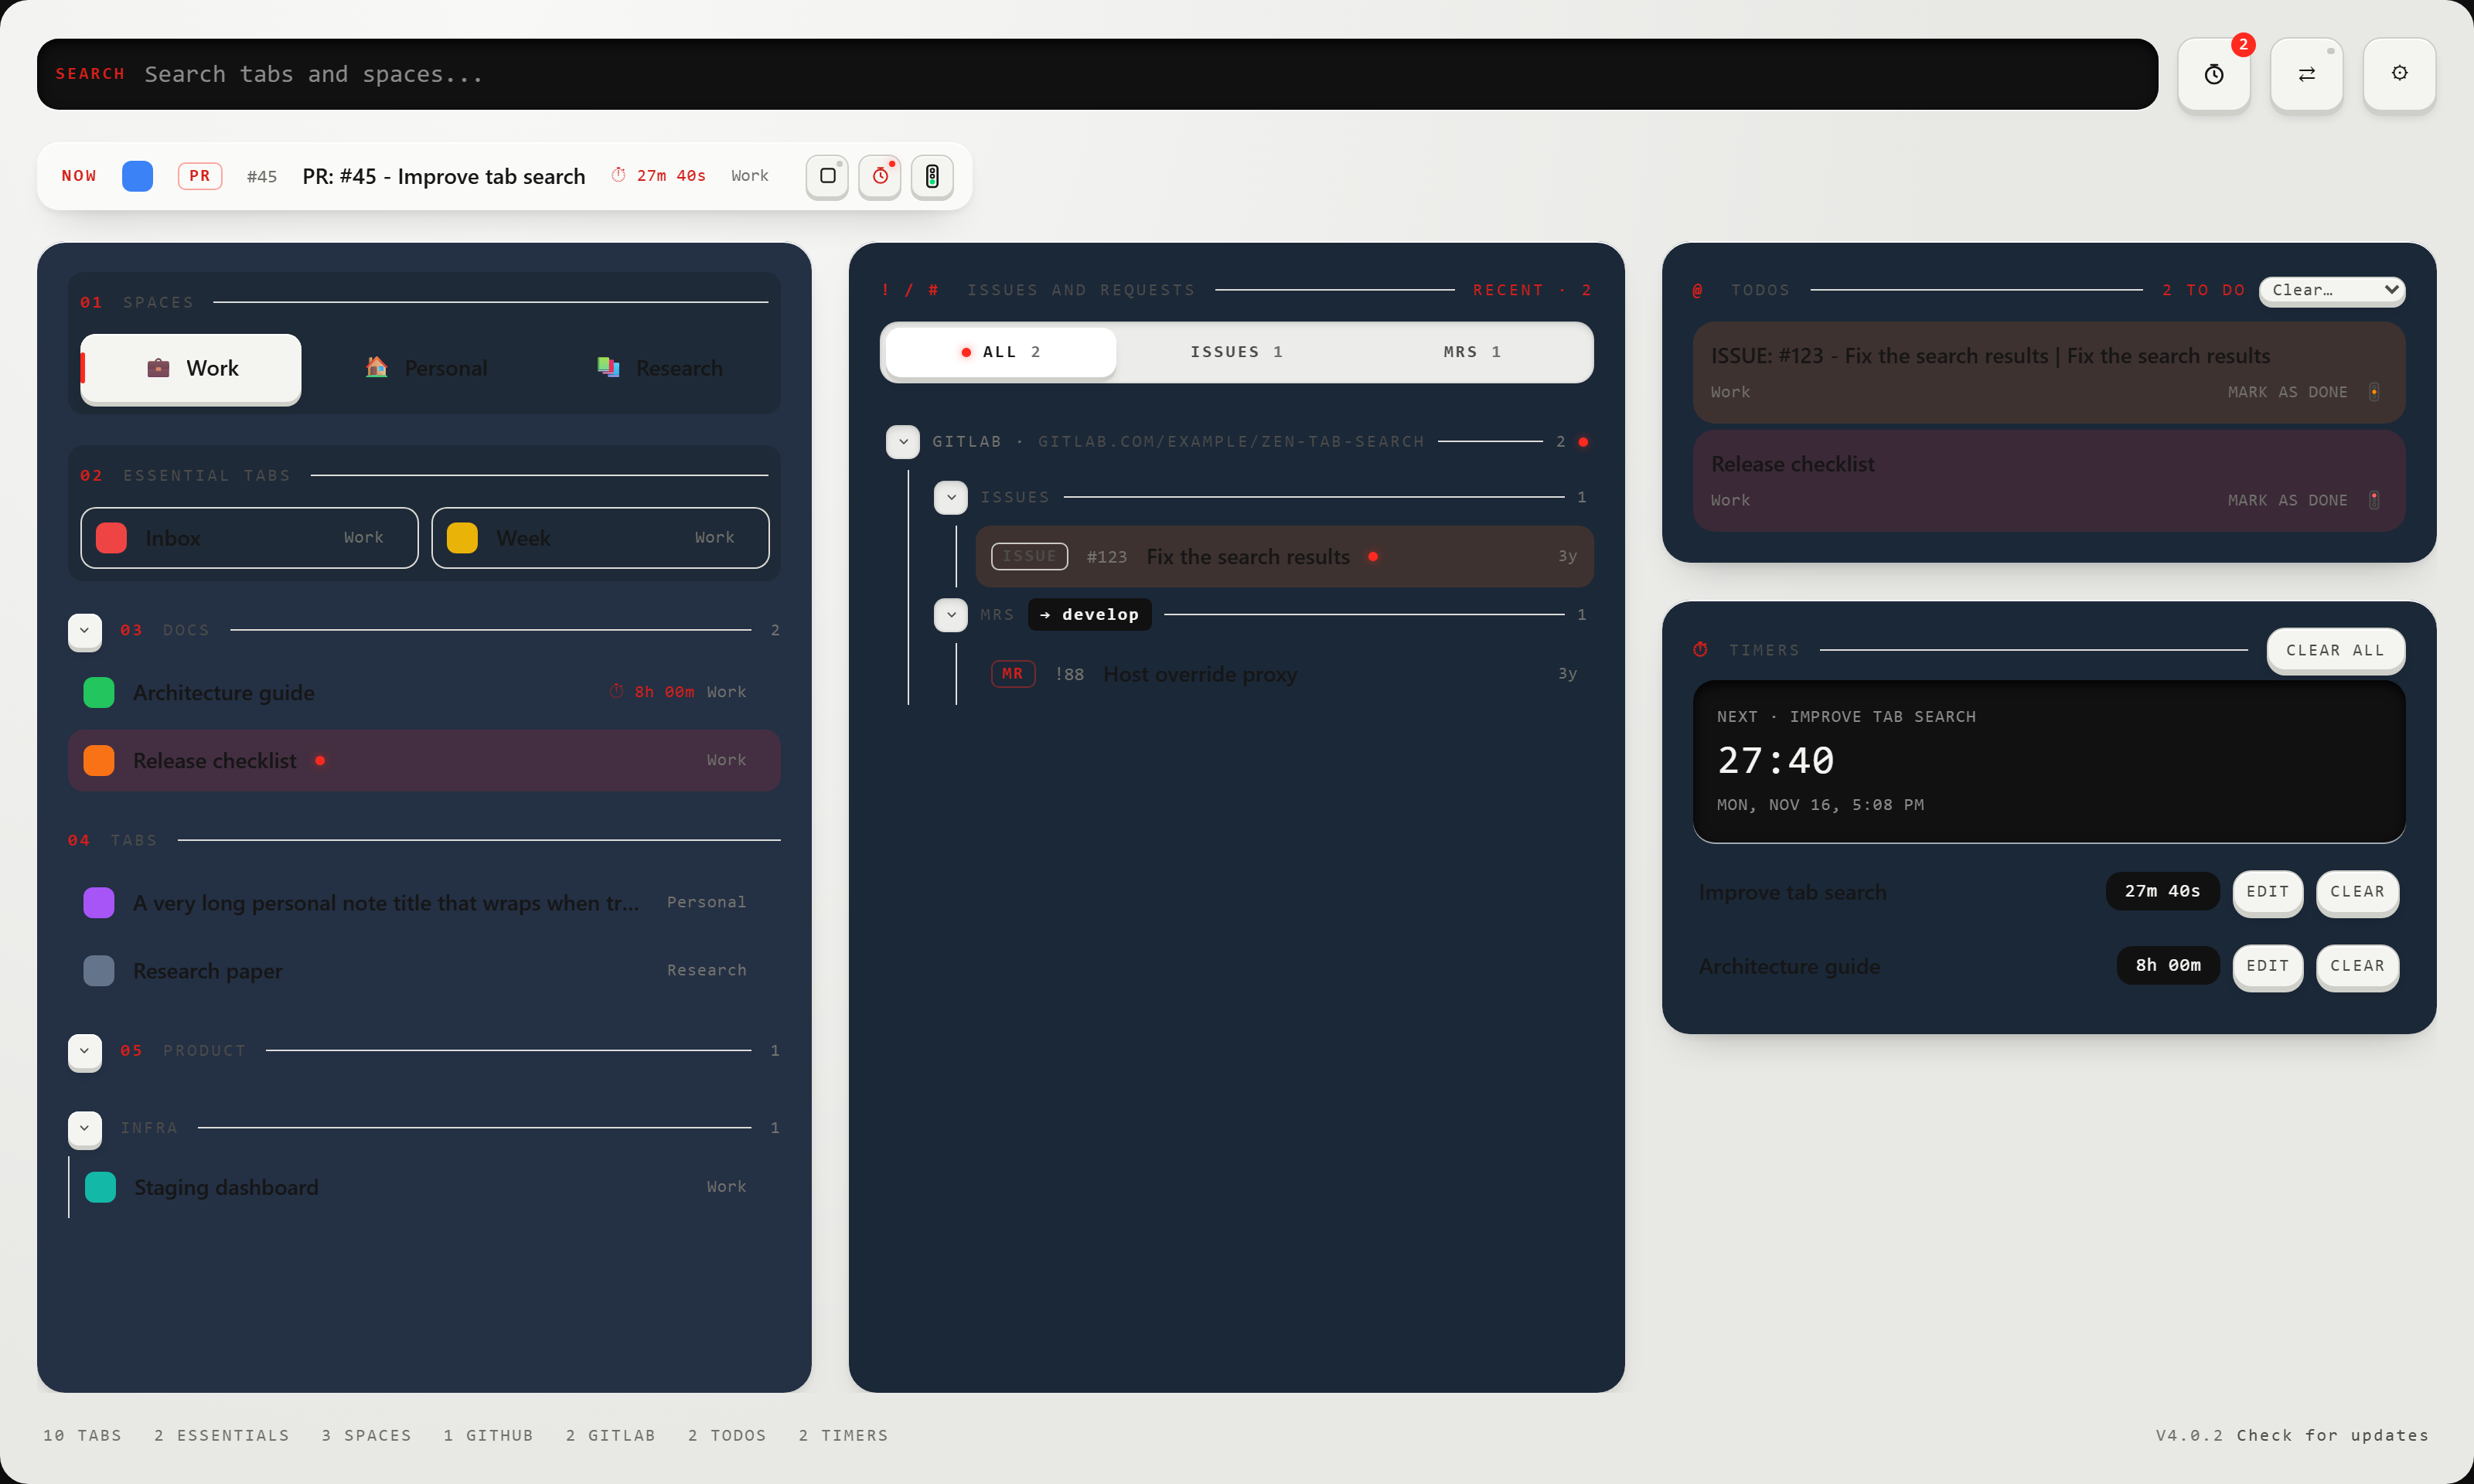 SEARCH Search tabs and spaces...
2
NOW PR #45 PR: #45 - Improve tab search 27m 40s Work
01 SPACES
Work Personal Research
02 ESSENTIAL TABS
Inbox Work Week Work
03 DOCS 2
Architecture guide 8h 00m Work
Release checklist Work
04 TABS
A very long personal note title that wraps when tr... Personal
Research paper Research
05 PRODUCT 1
INFRA 1
Staging dashboard Work
! / # ISSUES AND REQUESTS RECENT · 2
ALL 2 ISSUES 1 MRS 1
GITLAB · GITLAB.COM/EXAMPLE/ZEN-TAB-SEARCH 2
ISSUES 1
ISSUE #123 Fix the search results 3y
MRS → develop 1
MR !88 Host override proxy 3y
@ TODOS 2 TO DO Clear…
ISSUE: #123 - Fix the search results | Fix the search results
Work MARK AS DONE
Release checklist
Work MARK AS DONE
TIMERS CLEAR ALL
NEXT · IMPROVE TAB SEARCH
27:40
MON, NOV 16, 5:08 PM
Improve tab search 27m 40s EDIT CLEAR
Architecture guide 8h 00m EDIT CLEAR
10 TABS 2 ESSENTIALS 3 SPACES 1 GITHUB 2 GITLAB 2 TODOS 2 TIMERS
V4.0.2 Check for updates